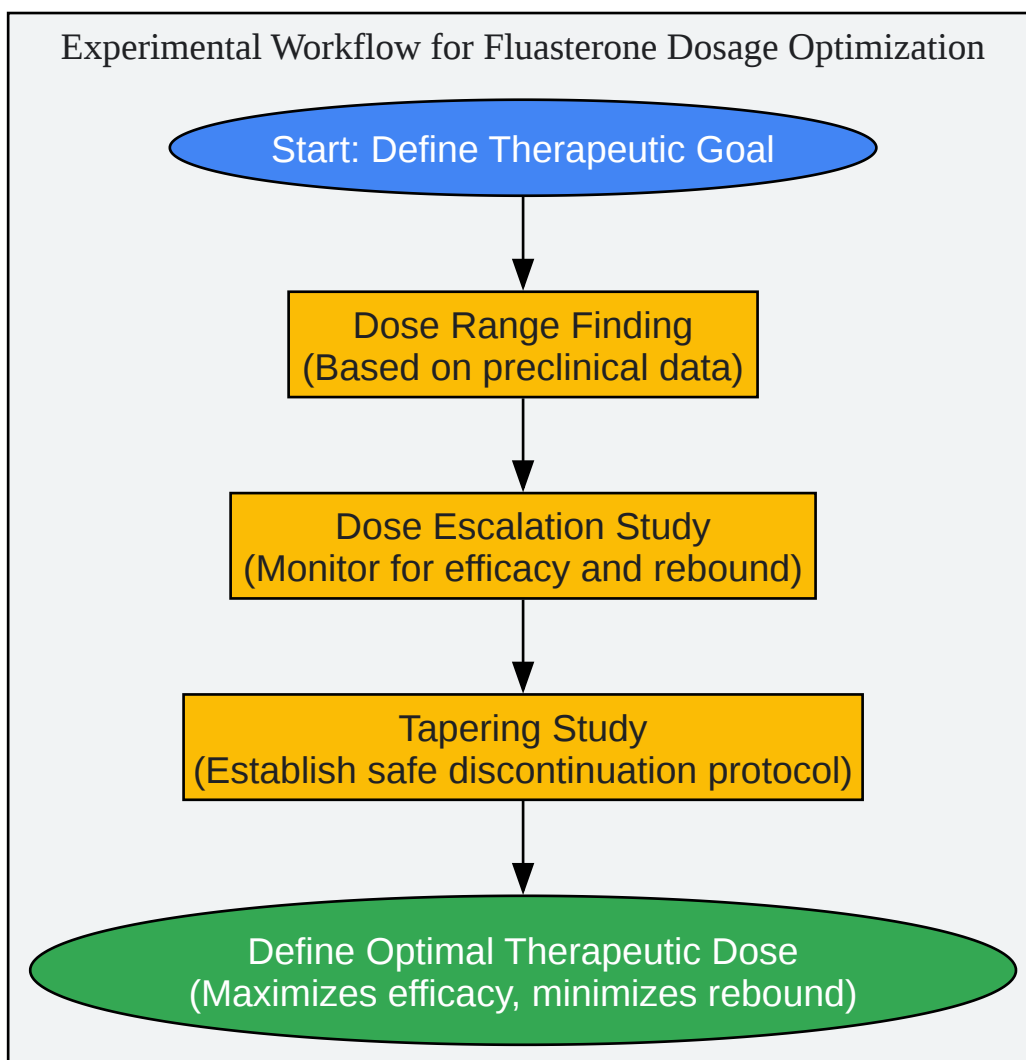 Experimental Workflow for Fluasterone Dosage Optimization
Start: Define Therapeutic Goal
Dose Range Finding
(Based on preclinical data)
Dose Escalation Study
(Monitor for efficacy and rebound)
Tapering Study
(Establish safe discontinuation protocol)
Define Optimal Therapeutic Dose
(Maximizes efficacy, minimizes rebound)